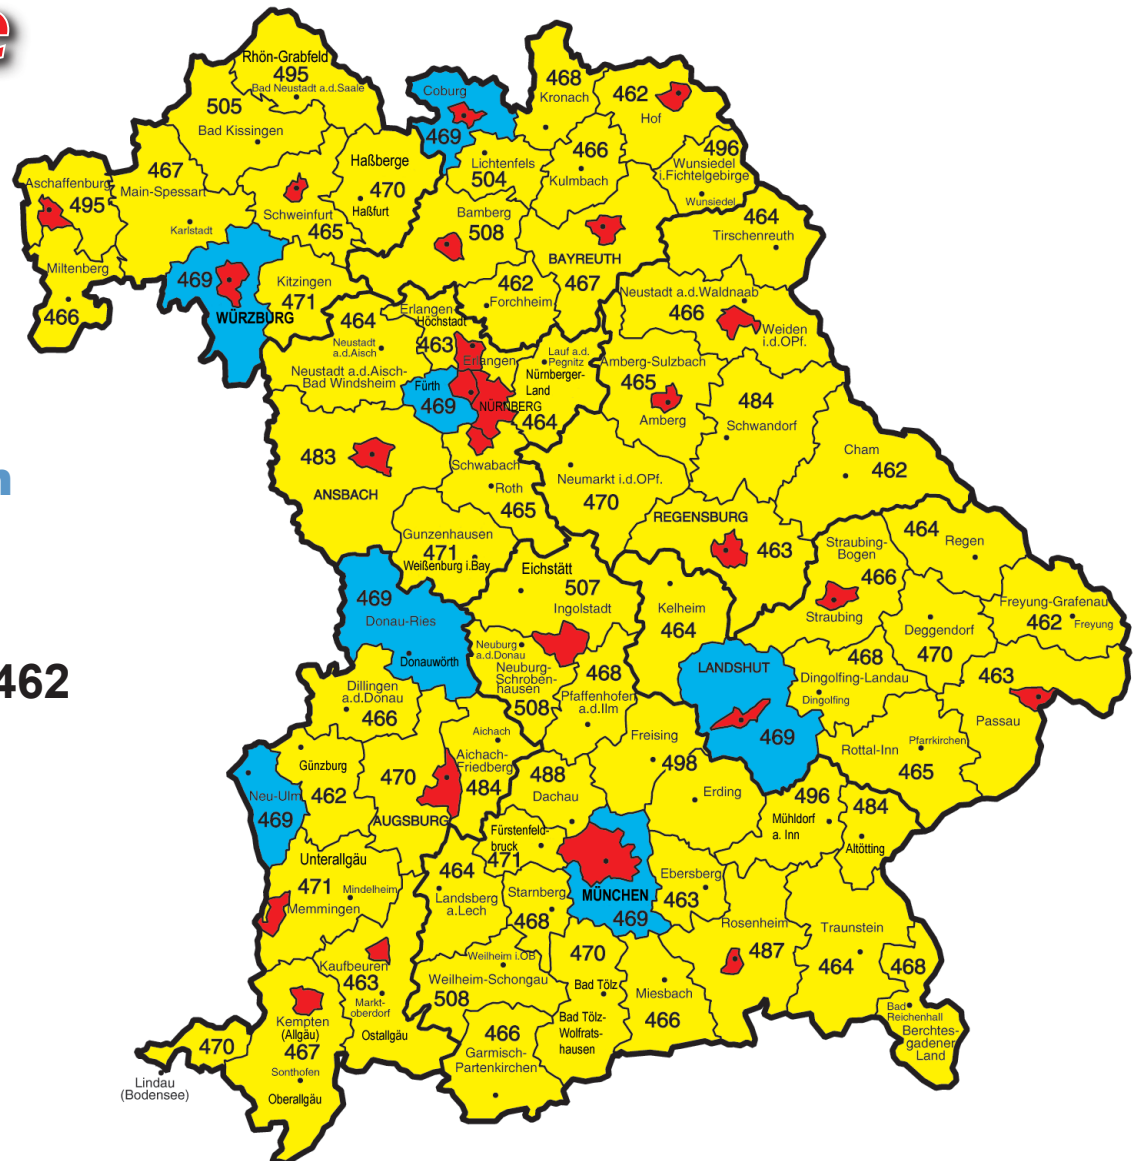 e
n
462
Rhön-Grabfeld
495
Bad Neustadt a.d.Saale
505
Bad Kissingen
Coburg
469
468
Kronach
462
Hof
467
Main-Spessart
Karlstadt
Haßberge
470
Haßfurt
Lichtenfels
504
466
Kulmbach
496
Wunsiedel
i.Fichtelgebirge
Wunsiedel
Aschaffenburg
495
Schweinfurt
465
Bamberg
508
BAYREUTH
467
464
Tirschenreuth
Miltenberg
466
469
WÜRZBURG
Kitzingen
471
462
Forchheim
Neustadt a.d.Waldnaab
466
Weiden
i.d.OPf.
464
Neustadt
a.d.Aisch
Neustadt a.d.Aisch-
Bad Windsheim
Erlangen-
Höchstadt
463
Erlangen
Lauf a.d.
Pegnitz
Nürnberger-
Land
464
Amberg-Sulzbach
465
Amberg
Fürth
469
NÜRNBERG
484
Schwandorf
483
ANSBACH
Schwabach
Roth
465
Neumarkt i.d.OPf.
470
Cham
462
Gunzenhausen
471
Weißenburg i.Bay
REGENSBURG
463
Straubing-
Bogen
466
Straubing
464
Regen
Eichstätt
507
Ingolstadt
Kelheim
464
Freyung-Grafenau
462
Freyung
469
Donau-Ries
Donauwörth
Deggendorf
470
Neuburg
a.d.Donau
Neuburg-
Schroben-
hausen
508
468
Pfaffenhofen
a.d.Ilm
LANDSHUT
469
468
Dingolfing-Landau
Dingolfing
463
Passau
Dillingen
a.d.Donau
466
Aichach
Aichach-
Friedberg
484
Freising
498
Erding
Rottal-Inn
Pfarrkirchen
465
Neu-Ulm
469
Günzburg
462
470
AUGSBURG
488
Dachau
496
Mühldorf
a. Inn
484
Altötting
Fürstenfeld-
bruck
471
Unterallgäu
471
Mindelheim
Memmingen
464
Landsberg
a.Lech
Starnberg
468
MÜNCHEN
469
Ebersberg
463
Rosenheim
487
Traunstein
464
468
Bad
Reichenhall
Berchtes-
gadener
Land
Kaufbeuren
463
Markt-
oberdorf
Ostallgäu
Weilheim i.OB
Weilheim-Schongau
508
470
Bad Tölz
Bad Tölz-
Wolfrats-
hausen
Miesbach
466
Kempten
(Allgäu)
467
Sonthofen
Oberallgäu
466
Garmisch-
Partenkirchen
470
Lindau
(Bodensee)